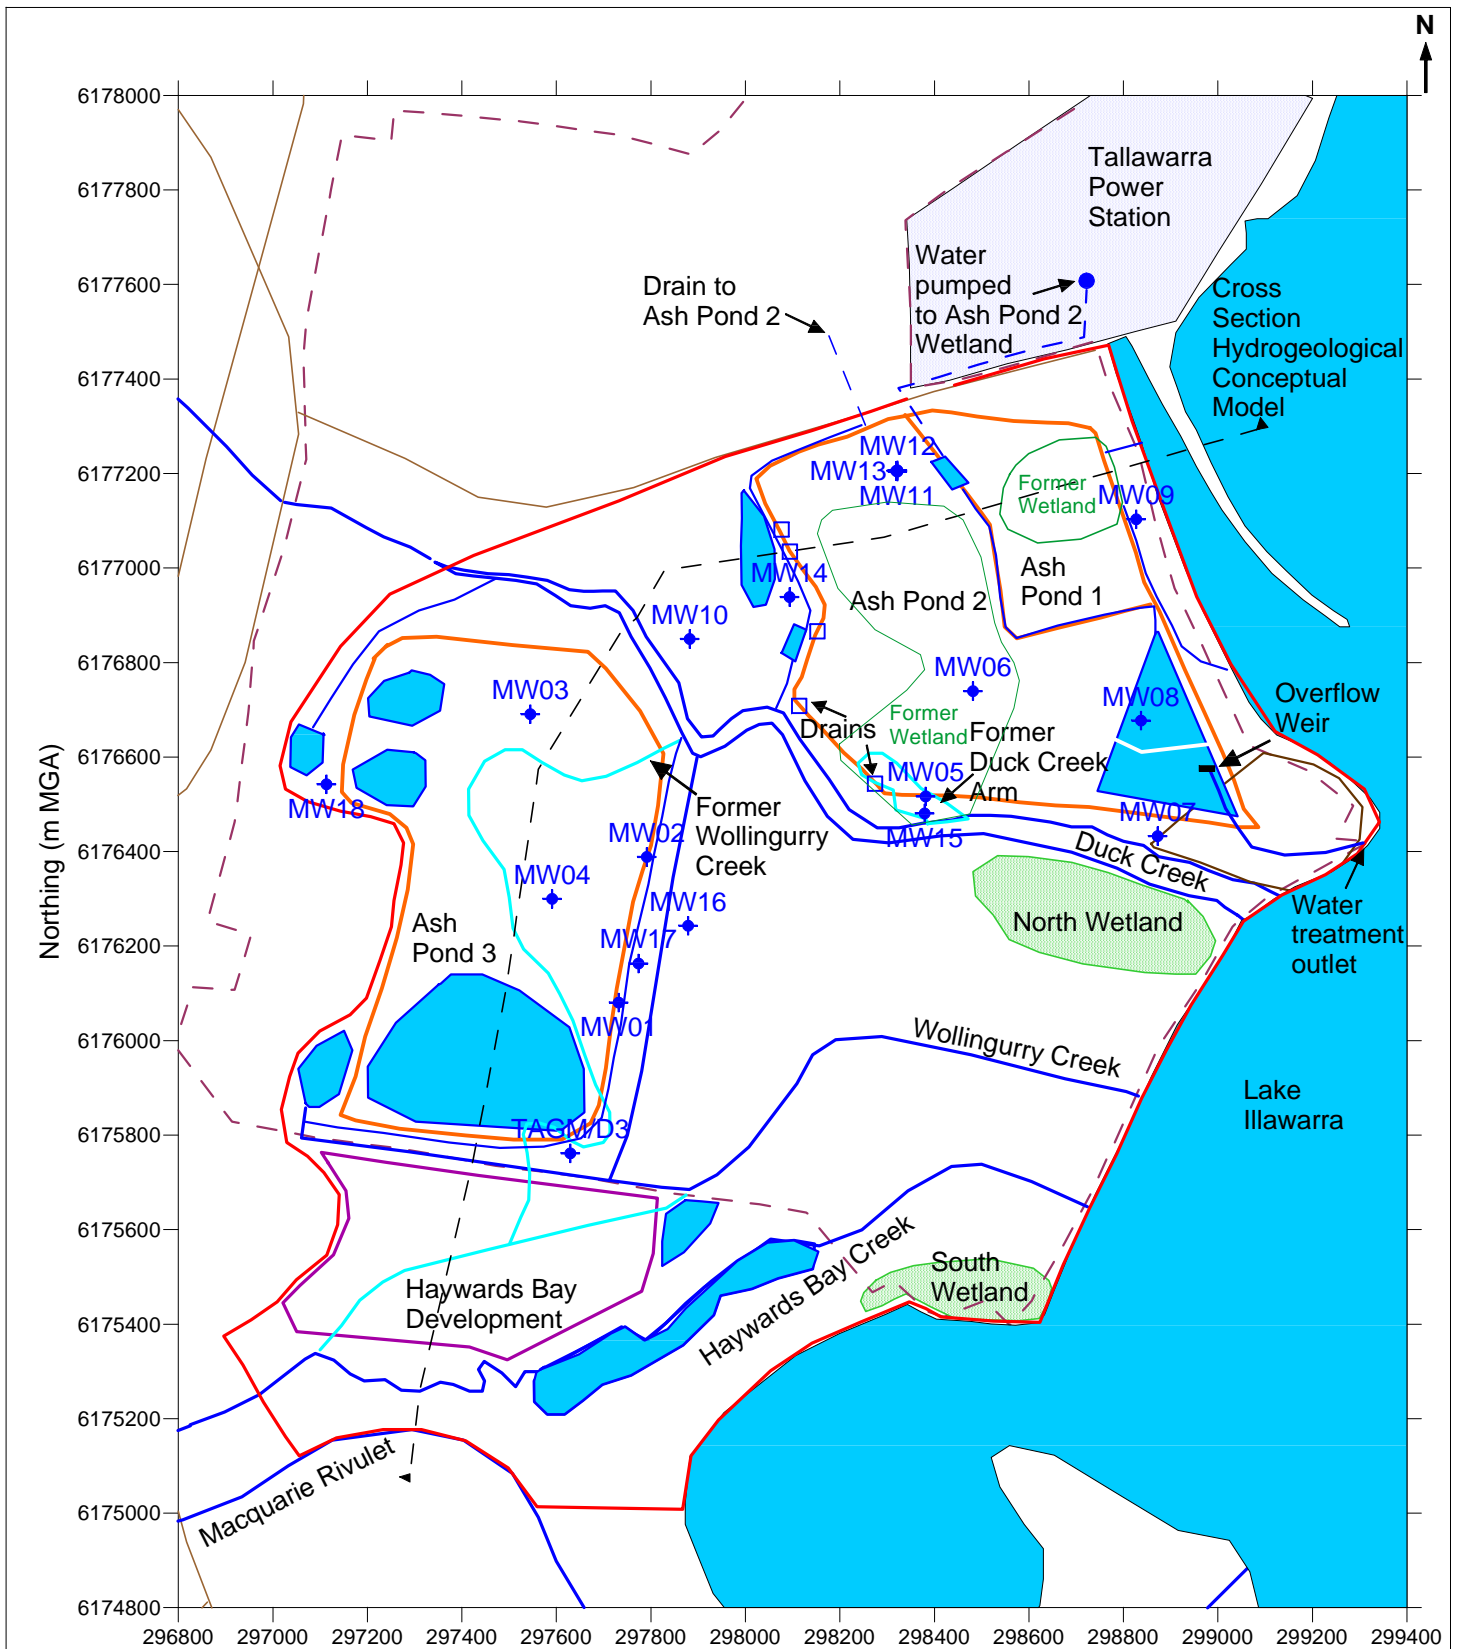 N
6178000
6177800
6177600
6177400
6177200
6177000
6176800
6176600
6176400
6176200
6176000
6175800
6175600
6175400
6175200
6175000
6174800
Northing (m MGA)
Tallawarra
Power
Station
Water
pumped
to Ash Pond 2
Wetland
Drain to
Ash Pond 2
Cross
Section
Hydrogeological
Conceptual
Model
MW12
MW13
MW11
Former
Wetland
MW09
MW14
Ash Pond 2
Ash
Pond 1
MW10
MW03
MW06
MW08
Overflow
Weir
Former
Wetland
Drains
Former
Duck Creek
Arm
MW05
MW15
MW07
MW18
Former
Wollingurry
Creek
MW02
MW04
MW16
MW17
MW01
Ash
Pond 3
Duck Creek
North Wetland
Water
treatment
outlet
Wollingurry Creek
Lake
Illawarra
TAGM/D3
Haywards Bay
Development
Haywards Bay Creek
South
Wetland
Macquarie Rivulet
296800 297000 297200 297400 297600 297800 298000 298200 298400 298600 298800 299000 299200 299400